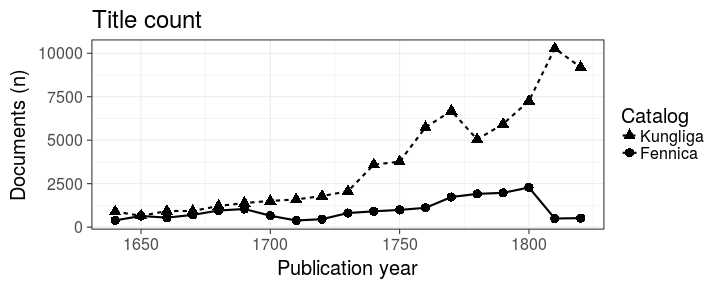 Title count
10000
7500
5000
2500
0
Documents (n)
1650 1700 1750 1800
Publication year
Catalog
Kungliga
Fennica